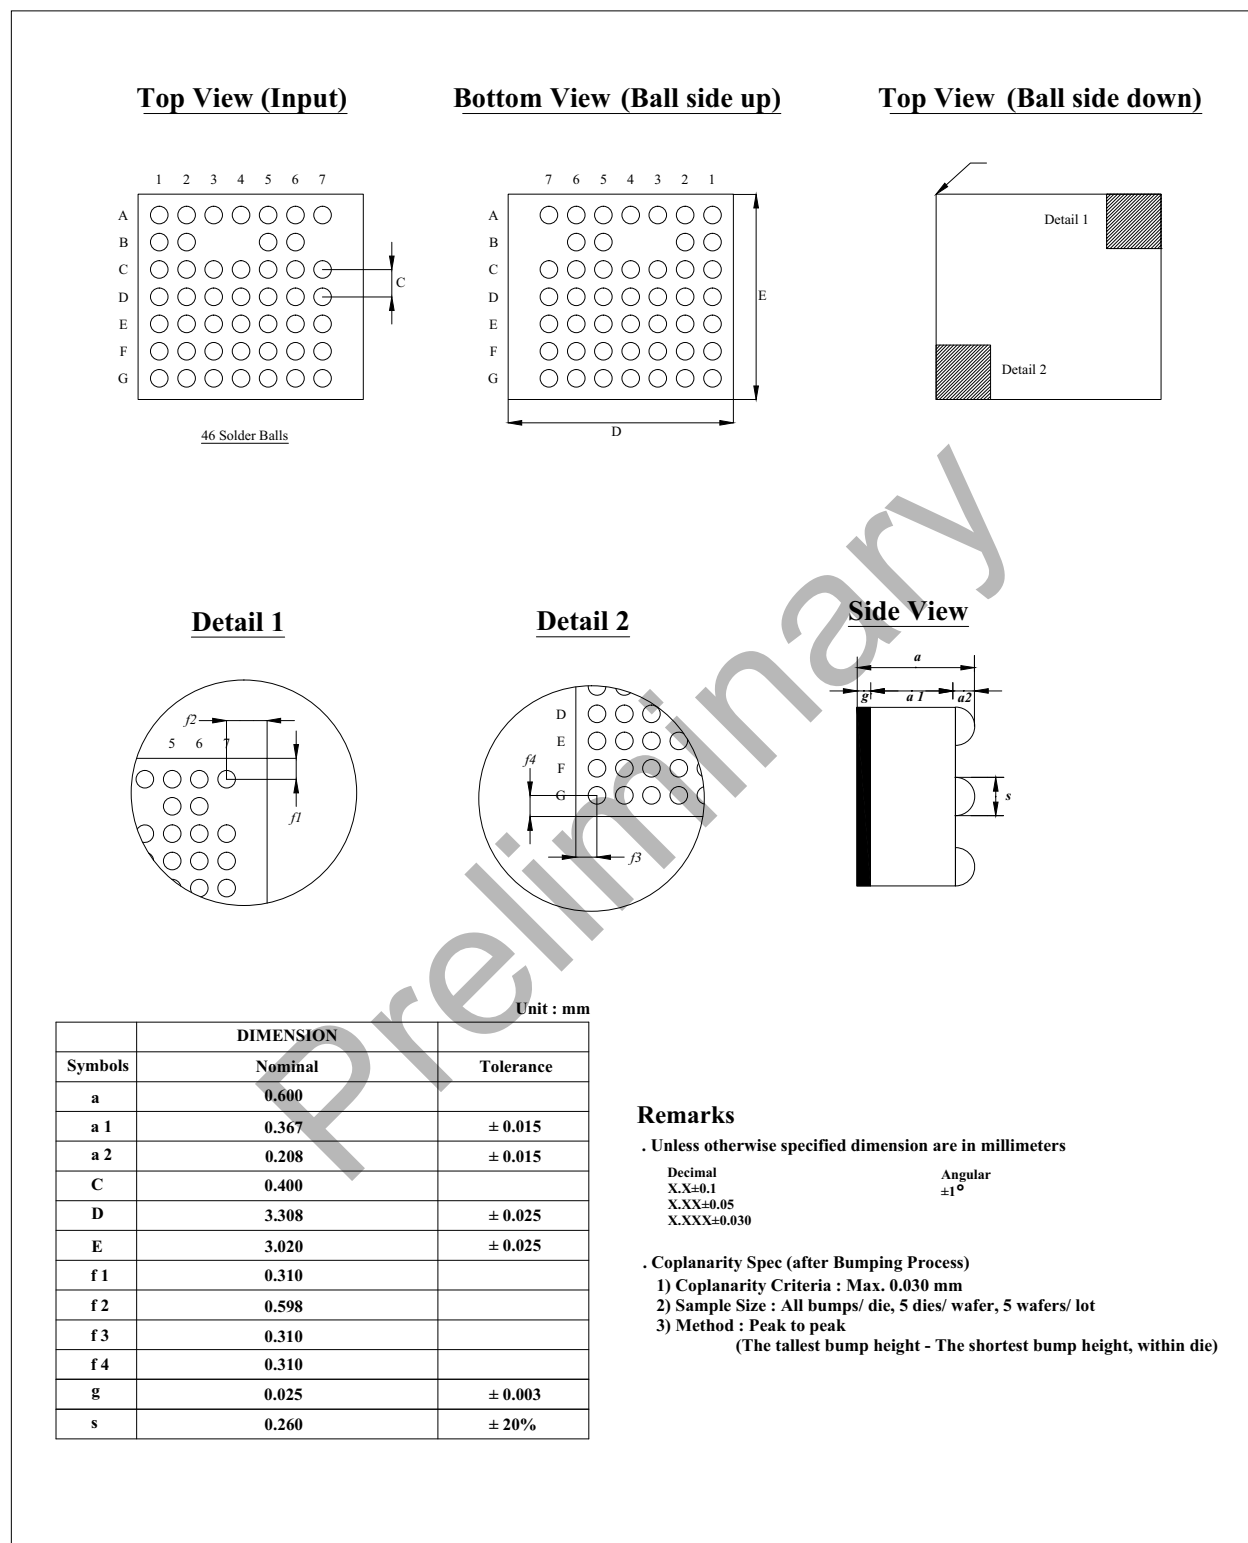 Top View (Input)
Bottom View (Ball side up)
Top View (Ball side down)
1 2 3 4 5 6 7
A
B
C
D
E
F
G
C
46 Solder Balls
7 6 5 4 3 2 1
A
B
C
D
E
F
G
E
D
Detail 1
Detail 2
Detail 1
Detail 2
Side View
f2
5 6 7
f1
D
E
F
G
f4
f3
a
g a 1 a2
s
Preliminary
Unit : mm
DIMENSION
Symbols Nominal Tolerance
a 0.600
a 1 0.367 ± 0.015
a 2 0.208 ± 0.015
C 0.400
D 3.308 ± 0.025
E 3.020 ± 0.025
f 1 0.310
f 2 0.598
f 3 0.310
f 4 0.310
g 0.025 ± 0.003
s 0.260 ± 20%
Remarks
. Unless otherwise specified dimension are in millimeters
Decimal Angular
X.X±0.1 ±1°
X.XX±0.05
X.XXX±0.030
. Coplanarity Spec (after Bumping Process)
1) Coplanarity Criteria : Max. 0.030 mm
2) Sample Size : All bumps/ die, 5 dies/ wafer, 5 wafers/ lot
3) Method : Peak to peak
(The tallest bump height - The shortest bump height, within die)